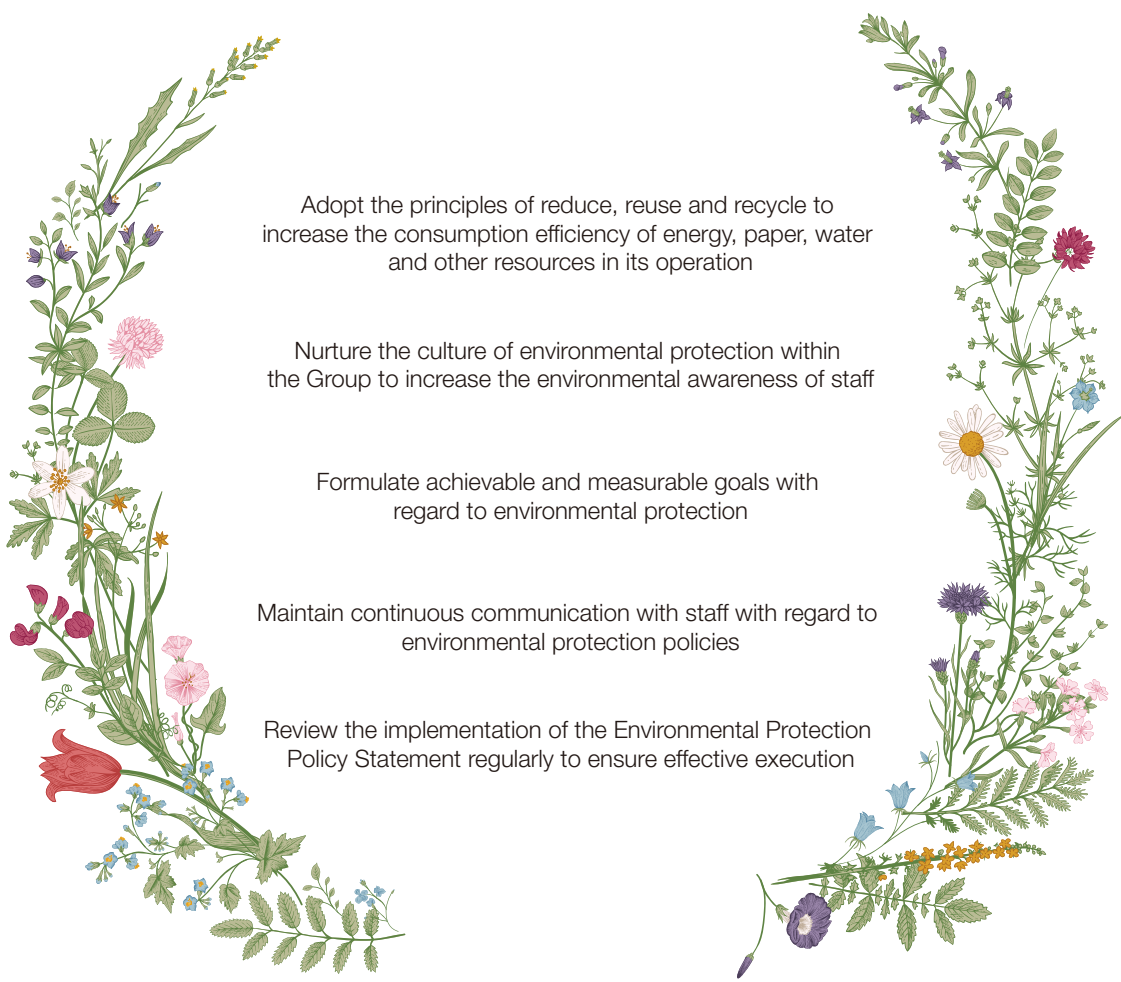 Adopt the principles of reduce, reuse and recycle to
increase the consumption efficiency of energy, paper, water
and other resources in its operation
Nurture the culture of environmental protection within
the Group to increase the environmental awareness of staff
Formulate achievable and measurable goals with
regard to environmental protection
Maintain continuous communication with staff with regard to
environmental protection policies
Review the implementation of the Environmental Protection
Policy Statement regularly to ensure effective execution